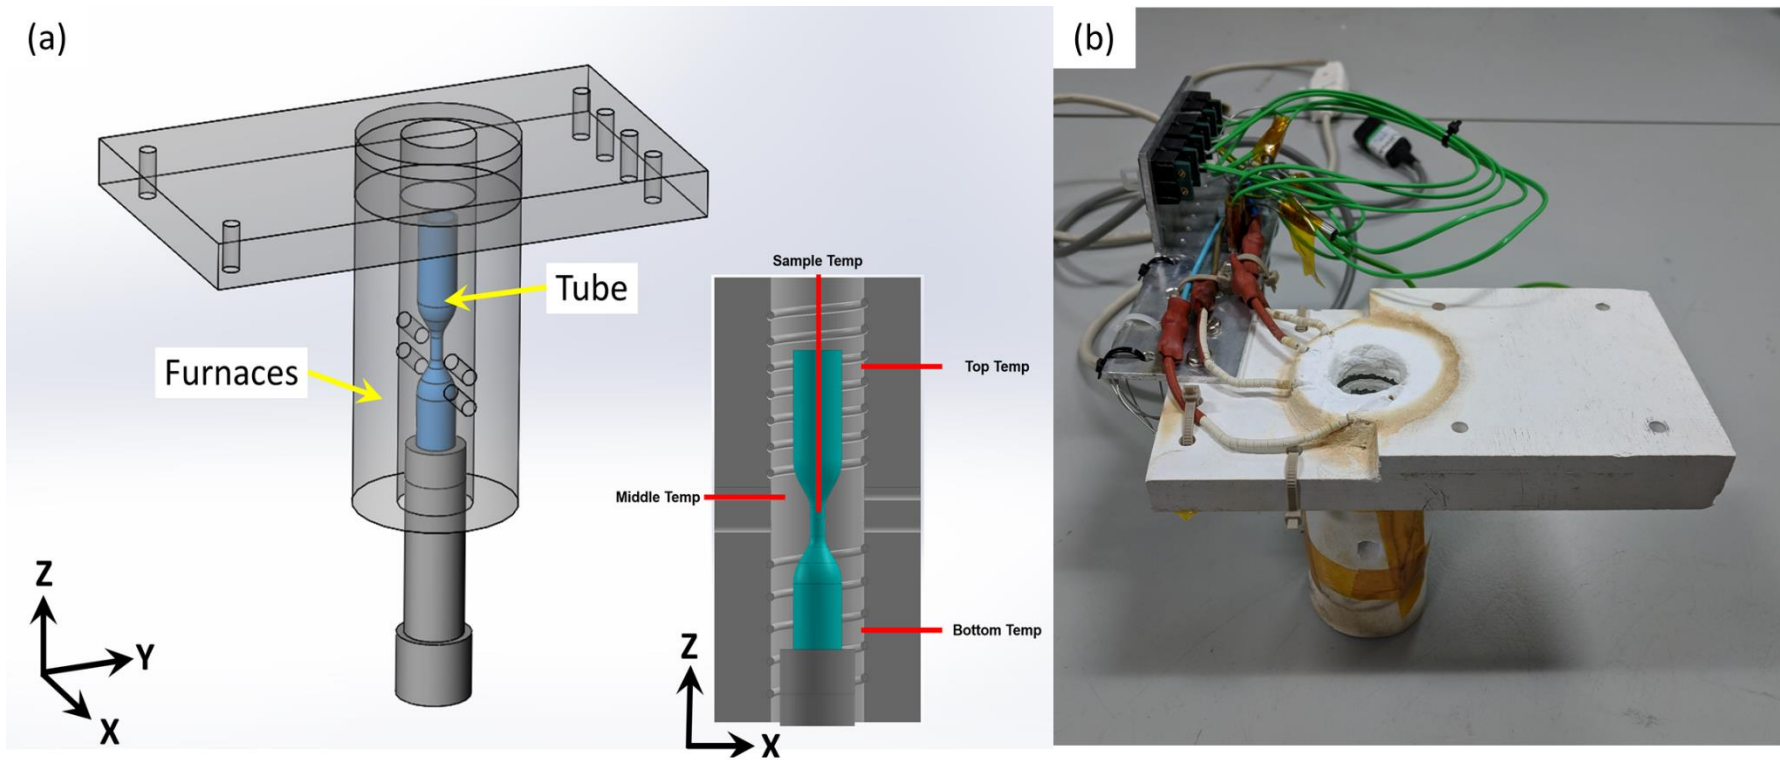 (a)
Tube
Furnaces
Z
Y
X
Sample Temp
Top Temp
Middle Temp
Bottom Temp
Z
X
(b)